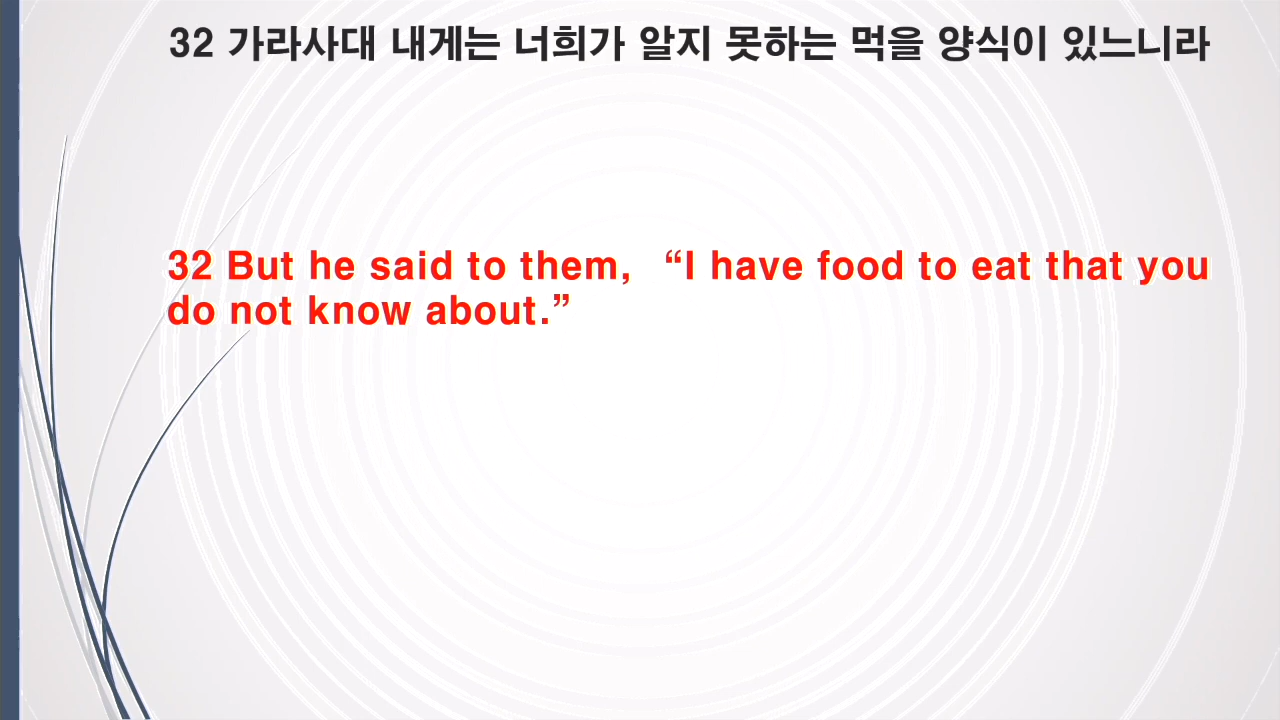 32 가라사대 내게는 너희가 알지 못하는 먹을 양식이 있느니라
32 But he said to them, “I have food to eat that you
do not know about.”